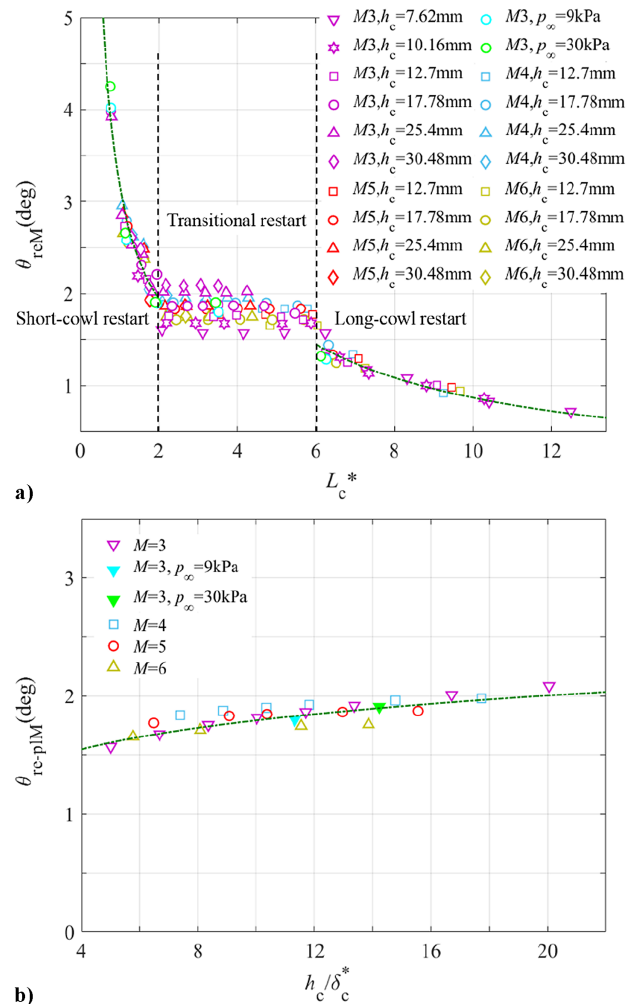 5
4
3
2
1
θrcM(deg)
M3,hc=7.62mm
M3,hc=10.16mm
M3,hc=12.7mm
M3,hc=17.78mm
M3,hc=25.4mm
M3,hc=30.48mm
M5,hc=12.7mm
M5,hc=17.78mm
M5,hc=25.4mm
M5,hc=30.48mm
M3, p∞=9kPa
M3, p∞=30kPa
M4,hc=12.7mm
M4,hc=17.78mm
M4,hc=25.4mm
M4,hc=30.48mm
M6,hc=12.7mm
M6,hc=17.78mm
M6,hc=25.4mm
M6,hc=30.48mm
Transitional restart
Short-cowl restart
Long-cowl restart
0 2 4 6 8 10 12
Lc*
a)
3
2
1
0
θrc-plM(deg)
M=3
M=3, p∞=9kPa
M=3, p∞=30kPa
M=4
M=5
M=6
4 8 12 16 20
hc/δc*
b)